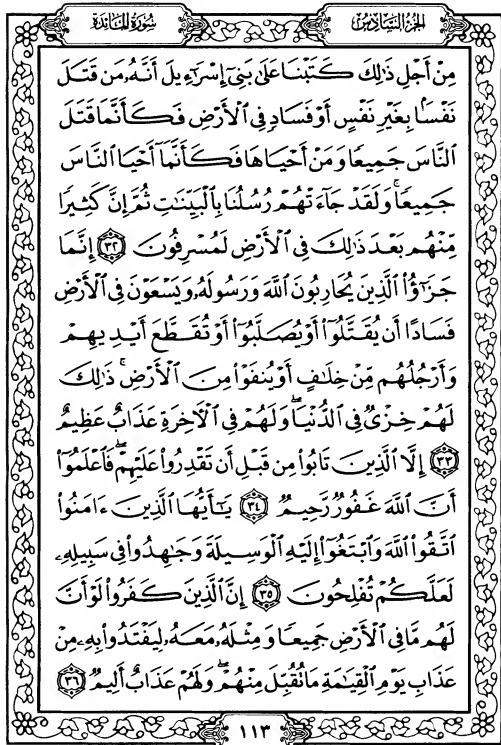 الجزء السادس
سورة المائدة
مِنْ أَجْلِ ذَٰلِكَ كَتَبْنَا عَلَىٰ بَنِىٓ إِسْرَٰٓءِيلَ أَنَّهُۥ مَن قَتَلَ
نَفْسًۢا بِغَيْرِ نَفْسٍ أَوْ فَسَادٍ فِى ٱلْأَرْضِ فَكَأَنَّمَا قَتَلَ
ٱلنَّاسَ جَمِيعًا وَمَنْ أَحْيَاهَا فَكَأَنَّمَآ أَحْيَا ٱلنَّاسَ
جَمِيعًا ۚ وَلَقَدْ جَآءَتْهُمْ رُسُلُنَا بِٱلْبَيِّنَٰتِ ثُمَّ إِنَّ كَثِيرًا
مِّنْهُم بَعْدَ ذَٰلِكَ فِى ٱلْأَرْضِ لَمُسْرِفُونَ ٣٢ إِنَّمَا
جَزَٰٓؤُا۟ ٱلَّذِينَ يُحَارِبُونَ ٱللَّهَ وَرَسُولَهُۥ وَيَسْعَوْنَ فِى ٱلْأَرْضِ
فَسَادًا أَن يُقَتَّلُوٓا۟ أَوْ يُصَلَّبُوٓا۟ أَوْ تُقَطَّعَ أَيْدِيهِمْ
وَأَرْجُلُهُم مِّنْ خِلَٰفٍ أَوْ يُنفَوْا۟ مِنَ ٱلْأَرْضِ ۚ ذَٰلِكَ
لَهُمْ خِزْىٌ فِى ٱلدُّنْيَا ۖ وَلَهُمْ فِى ٱلْءَاخِرَةِ عَذَابٌ عَظِيمٌ
٣٣ إِلَّا ٱلَّذِينَ تَابُوا۟ مِن قَبْلِ أَن تَقْدِرُوا۟ عَلَيْهِمْ ۖ فَٱعْلَمُوٓا۟
أَنَّ ٱللَّهَ غَفُورٌ رَّحِيمٌ ٣٤ يَٰٓأَيُّهَا ٱلَّذِينَ ءَامَنُوا۟
ٱتَّقُوا۟ ٱللَّهَ وَٱبْتَغُوٓا۟ إِلَيْهِ ٱلْوَسِيلَةَ وَجَٰهِدُوا۟ فِى سَبِيلِهِۦ
لَعَلَّكُمْ تُفْلِحُونَ ٣٥ إِنَّ ٱلَّذِينَ كَفَرُوا۟ لَوْ أَنَّ
لَهُم مَّا فِى ٱلْأَرْضِ جَمِيعًا وَمِثْلَهُۥ مَعَهُۥ لِيَفْتَدُوا۟ بِهِۦ مِنْ
عَذَابِ يَوْمِ ٱلْقِيَٰمَةِ مَا تُقُبِّلَ مِنْهُمْ ۖ وَلَهُمْ عَذَابٌ أَلِيمٌ ٣٦
١١٣